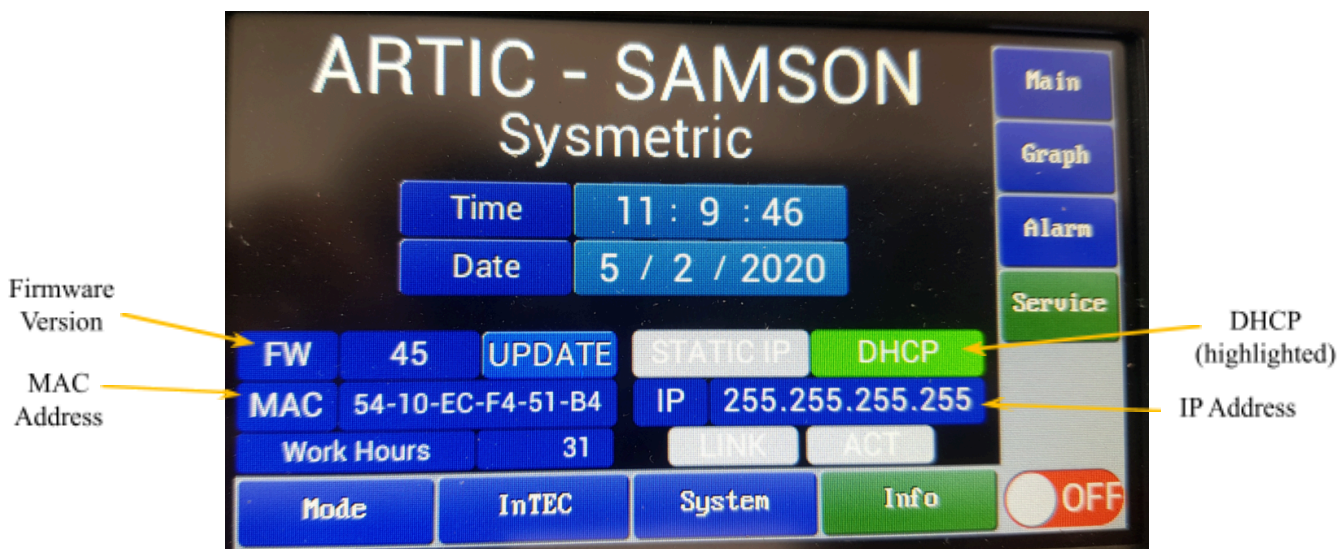 ARTIC - SAMSON
Sysmetric
Time 11 : 9 : 46
Date 5 / 2 / 2020
FW 45 UPDATE STATIC IP DHCP
MAC 54-10-EC-F4-51-B4 IP 255.255.255.255
Work Hours 31 LINK ACT
Mode InTEC System Info OFF
Main
Graph
Alarm
Service
Firmware
Version
MAC
Address
DHCP
(highlighted)
IP Address